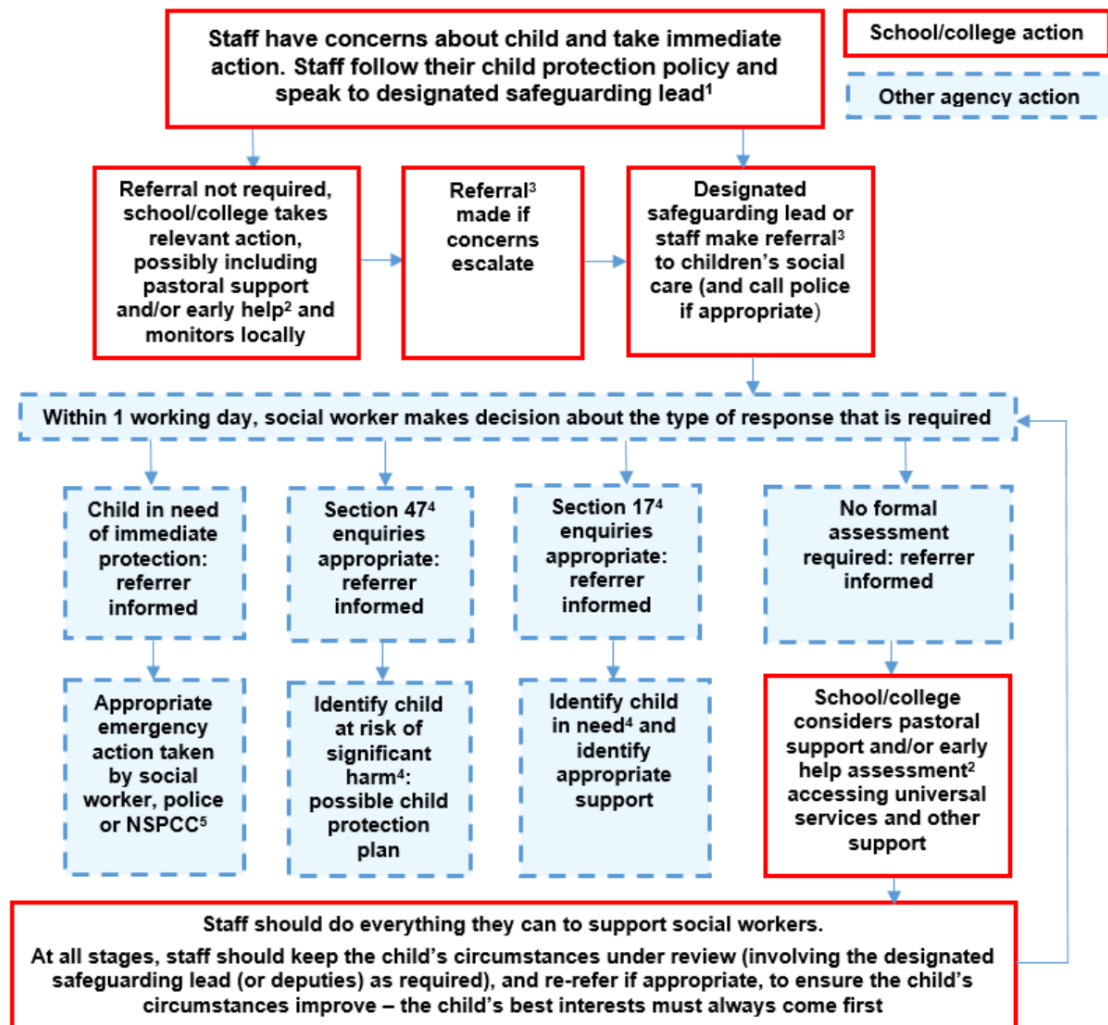 Staff have concerns about child and take immediate
action. Staff follow their child protection policy and
speak to designated safeguarding lead¹
School/college action
Other agency action
Referral not required,
school/college takes
relevant action,
possibly including
pastoral support
and/or early help² and
monitors locally
Referral³
made if
concerns
escalate
Designated
safeguarding lead or
staff make referral³
to children’s social
care (and call police
if appropriate)
Within 1 working day, social worker makes decision about the type of response that is required
Child in need
of immediate
protection:
referrer
informed
Section 47⁴
enquiries
appropriate:
referrer
informed
Section 17⁴
enquiries
appropriate:
referrer
informed
No formal
assessment
required: referrer
informed
Appropriate
emergency
action taken
by social
worker, police
or NSPCC⁵
Identify child
at risk of
significant
harm⁴:
possible child
protection
plan
Identify child
in need⁴ and
identify
appropriate
support
School/college
considers pastoral
support and/or early
help assessment²
accessing universal
services and other
support
Staff should do everything they can to support social workers.
At all stages, staff should keep the child’s circumstances under review (involving the designated
safeguarding lead (or deputies) as required), and re-refer if appropriate, to ensure the child’s
circumstances improve – the child’s best interests must always come first